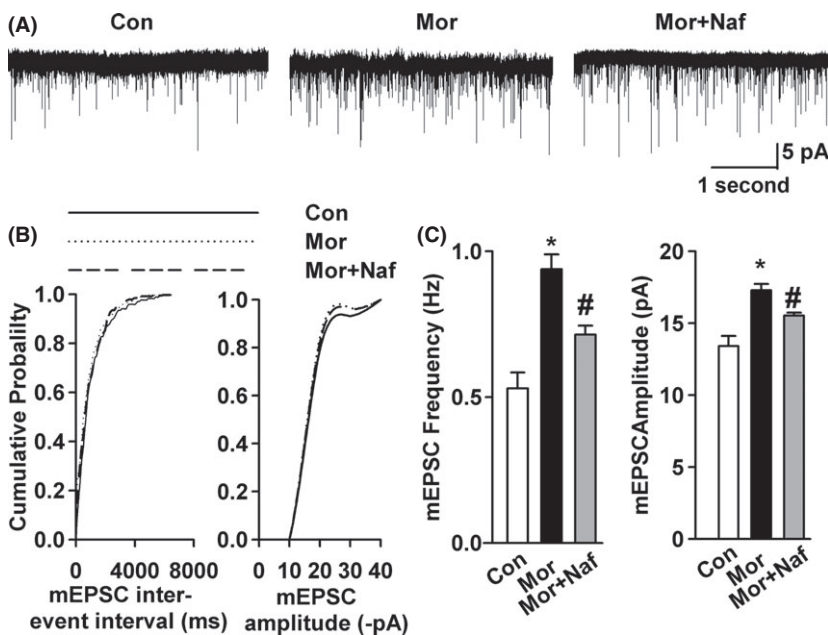 (A)
Con
Mor
Mor+Naf
5 pA
1 second
(B)
Con
Mor
Mor+Naf
Cumulative Probalility
1.0
0.8
0.6
0.4
0.2
0.0
0
4000
8000
mEPSC inter-
event interval (ms)
1.0
0.8
0.6
0.4
0.2
0.0
0
10
20
30
40
mEPSC
amplitude (-pA)
(C)
mEPSC Frequency (Hz)
1.0
0.5
0.0
*
#
Con
Mor
Mor+Naf
mEPSCAmplitude (pA)
20
15
10
5
0
*
#
Con
Mor
Mor+Naf